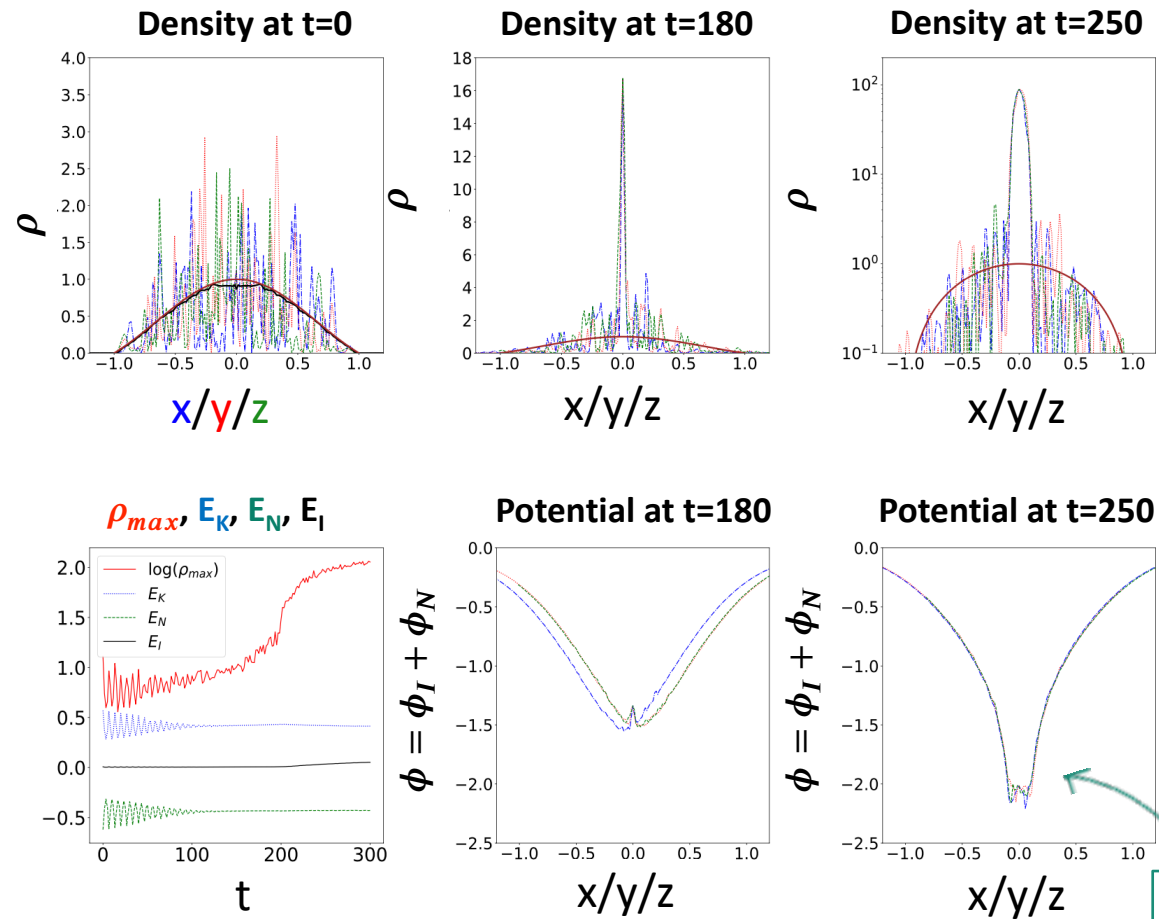 Density at t=0
4.0
3.5
3.0
2.5
2.0
1.5
1.0
0.5
0.0
ρ
−1.0 −0.5 0.0 0.5 1.0
x/y/z
Density at t=180
18
16
14
12
10
8
6
4
2
0
ρ
−1.0 −0.5 0.0 0.5 1.0
x/y/z
Density at t=250
10²
10¹
10⁰
10⁻¹
ρ
−1.0 −0.5 0.0 0.5 1.0
x/y/z
ρmax, EK, EN, EI
2.0
1.5
1.0
0.5
0.0
−0.5
log(ρmax)
EK
EN
EI
0 100 200 300
t
Potential at t=180
0.0
−0.5
−1.0
−1.5
−2.0
−2.5
ϕ = ϕI + ϕN
−1.0 −0.5 0.0 0.5 1.0
x/y/z
Potential at t=250
0.0
−0.5
−1.0
−1.5
−2.0
−2.5
ϕ = ϕI + ϕN
−1.0 −0.5 0.0 0.5 1.0
x/y/z